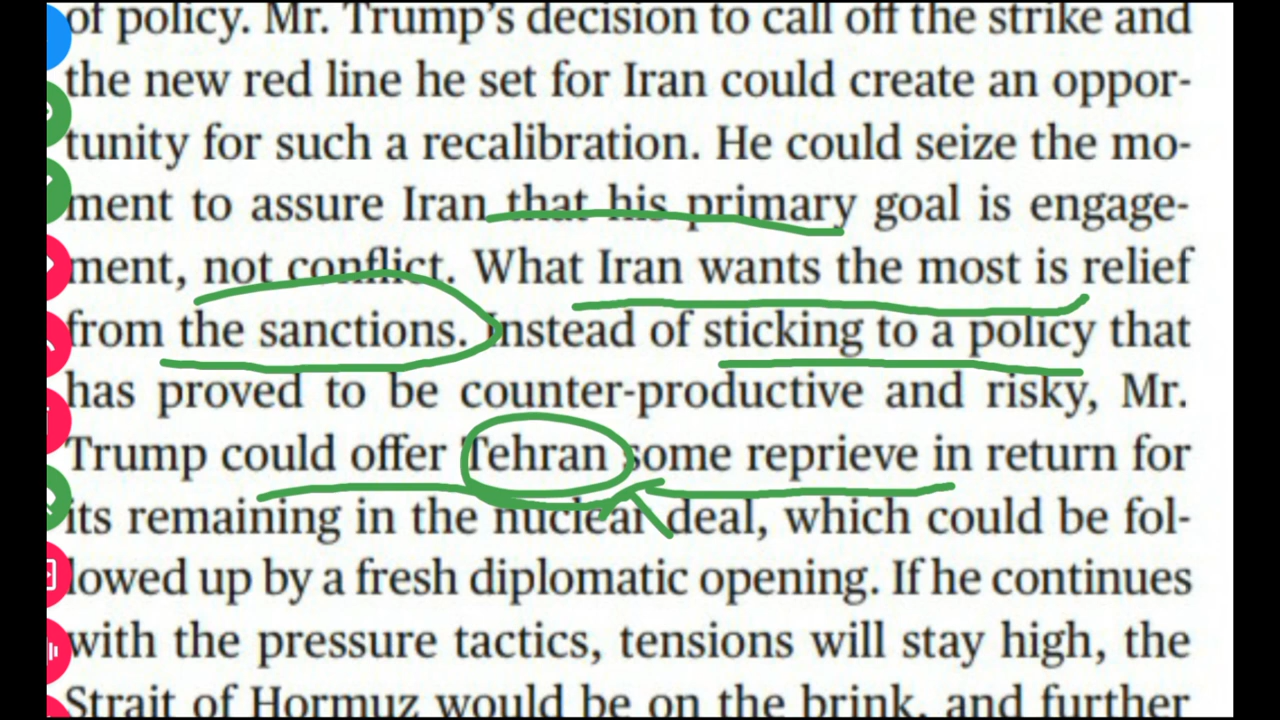 of policy. Mr. Trump's decision to call off the strike and
the new red line he set for Iran could create an oppor-
tunity for such a recalibration. He could seize the mo-
ment to assure Iran that his primary goal is engage-
ment, not conflict. What Iran wants the most is relief
from the sanctions. Instead of sticking to a policy that
has proved to be counter-productive and risky, Mr.
Trump could offer Tehran some reprieve in return for
its remaining in the nuclear deal, which could be fol-
lowed up by a fresh diplomatic opening. If he continues
with the pressure tactics, tensions will stay high, the
Strait of Hormuz would be on the brink, and further